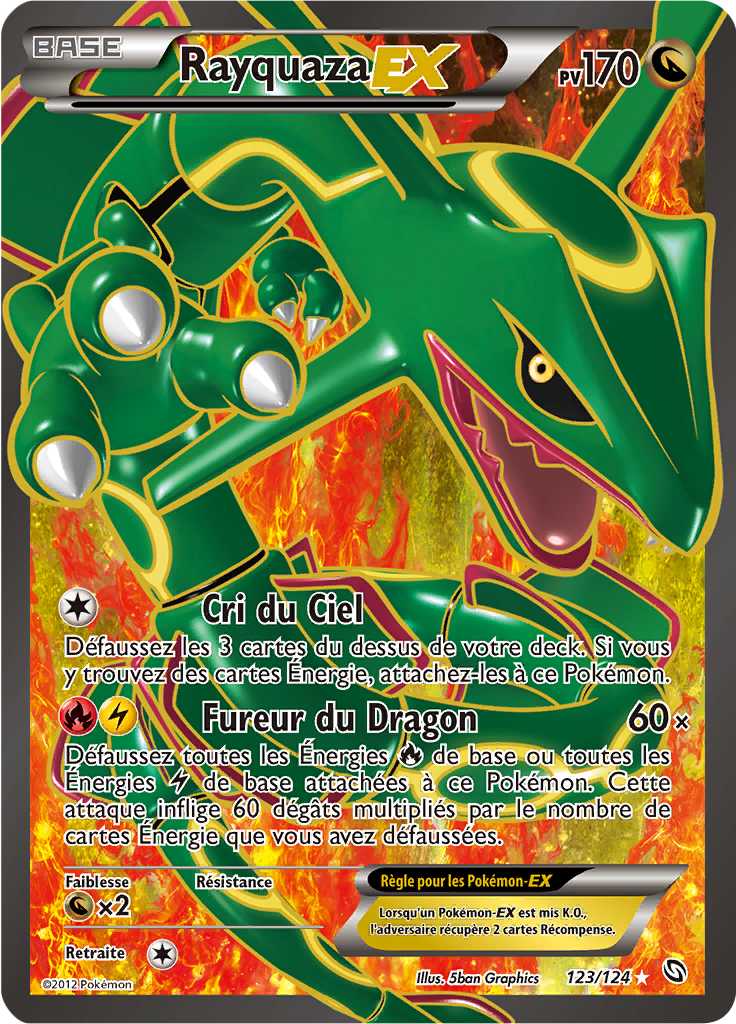 BASE
Rayquaza EX
PV170
Cri du Ciel
Défaussez les 3 cartes du dessus de votre deck. Si vous
y trouvez des cartes Énergie, attachez-les à ce Pokémon.
Fureur du Dragon
60×
Défaussez toutes les Énergies de base ou toutes les
Énergies de base attachées à ce Pokémon. Cette
attaque inflige 60 dégâts multipliés par le nombre de
cartes Énergie que vous avez défaussées.
Faiblesse
Résistance
×2
Retraite
Règle pour les Pokémon-EX
Lorsqu'un Pokémon-EX est mis K.O.,
l'adversaire récupère 2 cartes Récompense.
©2012 Pokémon
Illus. 5ban Graphics
123/124